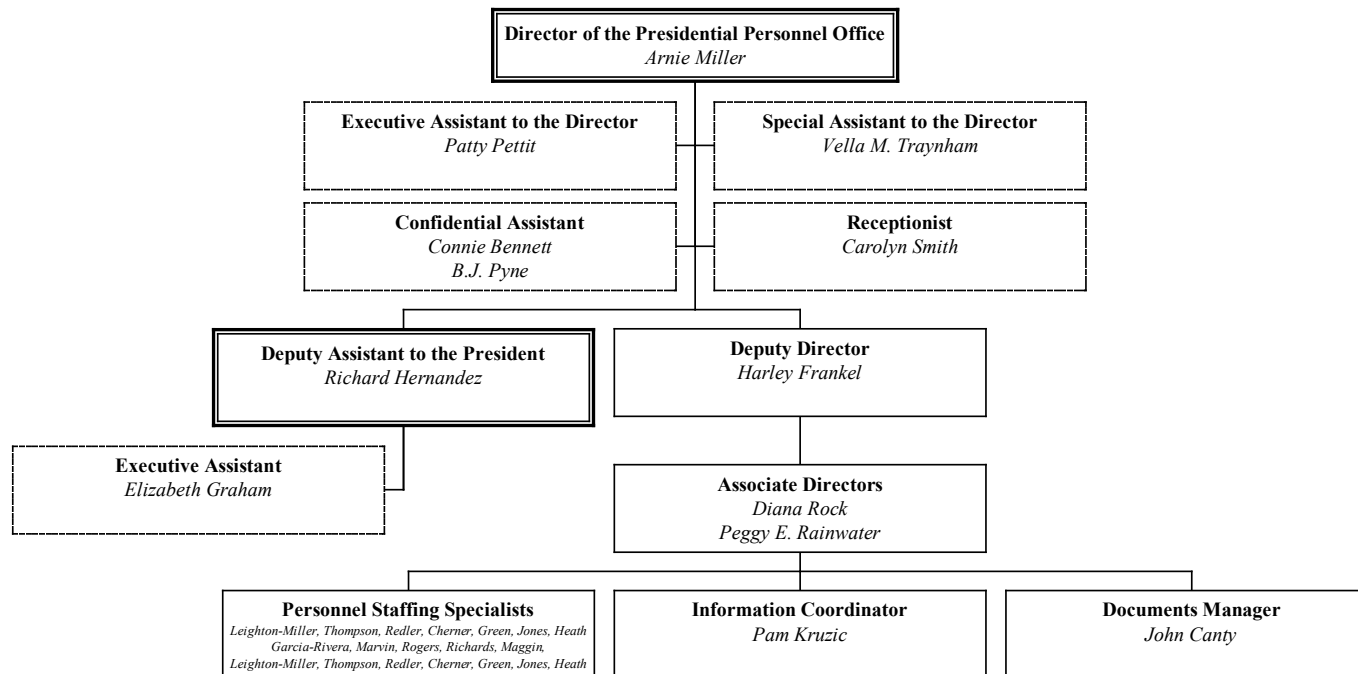 Director of the Presidential Personnel Office
Arnie Miller
Executive Assistant to the Director
Patty Pettit
Special Assistant to the Director
Vella M. Traynham
Confidential Assistant
Connie Bennett
B.J. Pyne
Receptionist
Carolyn Smith
Deputy Assistant to the President
Richard Hernandez
Deputy Director
Harley Frankel
Executive Assistant
Elizabeth Graham
Associate Directors
Diana Rock
Peggy E. Rainwater
Personnel Staffing Specialists
Leighton-Miller, Thompson, Redler, Cherner, Green, Jones, Heath
Garcia-Rivera, Marvin, Rogers, Richards, Maggin,
Leighton-Miller, Thompson, Redler, Cherner, Green, Jones, Heath
Information Coordinator
Pam Kruzic
Documents Manager
John Canty